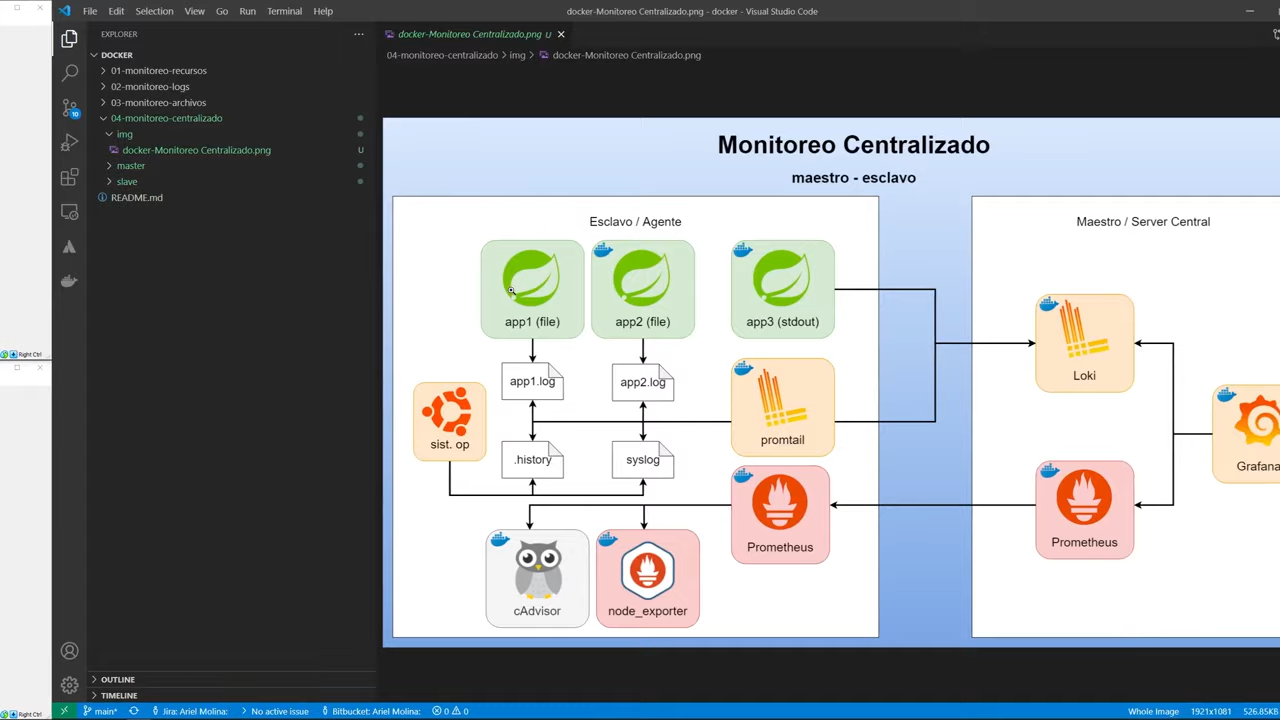 File Edit Selection View Go Run Terminal Help
docker-Monitoreo Centralizado.png - docker - Visual Studio Code
EXPLORER
DOCKER
01-monitoreo-recursos
02-monitoreo-logs
03-monitoreo-archivos
04-monitoreo-centralizado
img
docker-Monitoreo Centralizado.png U
master
slave
README.md
OUTLINE
TIMELINE
docker-Monitoreo Centralizado.png U
04-monitoreo-centralizado > img > docker-Monitoreo Centralizado.png
Monitoreo Centralizado
maestro - esclavo
Esclavo / Agente
app1 (file)
app2 (file)
app3 (stdout)
app1.log
app2.log
sist. op
.history
syslog
promtail
Prometheus
cAdvisor
node_exporter
Maestro / Server Central
Loki
Prometheus
Grafana
10
Right Ctrl
Right Ctrl
main* Jira: Ariel Molina: No active issue Bitbucket: Ariel Molina: 0 0 Whole Image 1921x1081 526.85KB